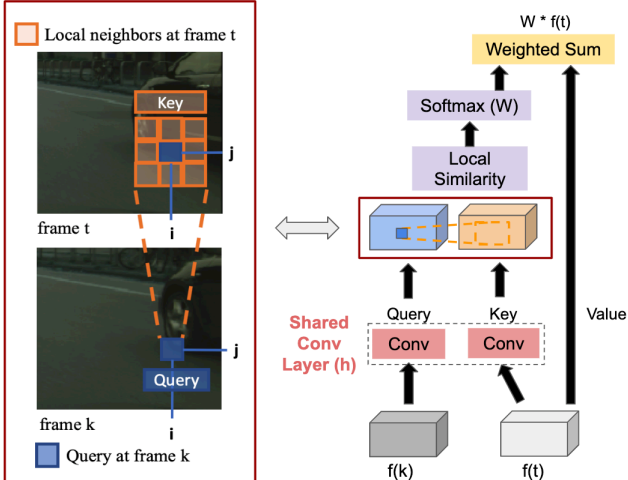 Local neighbors at frame t
Key
j
i
frame t
Query
j
i
frame k
Query at frame k
W * f(t)
Weighted Sum
Softmax (W)
Local
Similarity
Query
Key
Value
Shared
Conv
Layer (h)
Conv
Conv
f(k)
f(t)